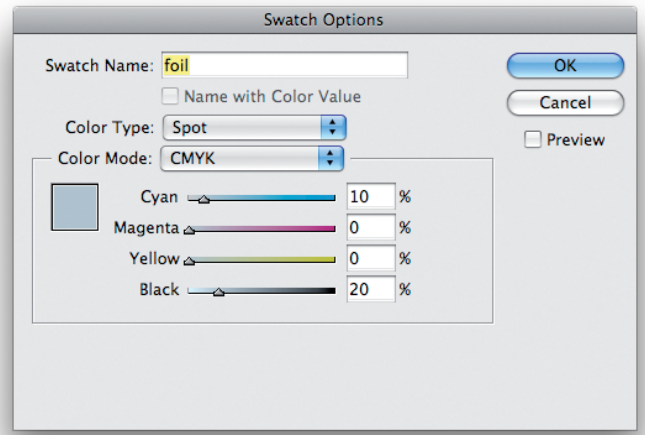 Swatch Options
Swatch Name: foil
OK
Name with Color Value
Cancel
Color Type: Spot
Preview
Color Mode: CMYK
Cyan 10 %
Magenta 0 %
Yellow 0 %
Black 20 %